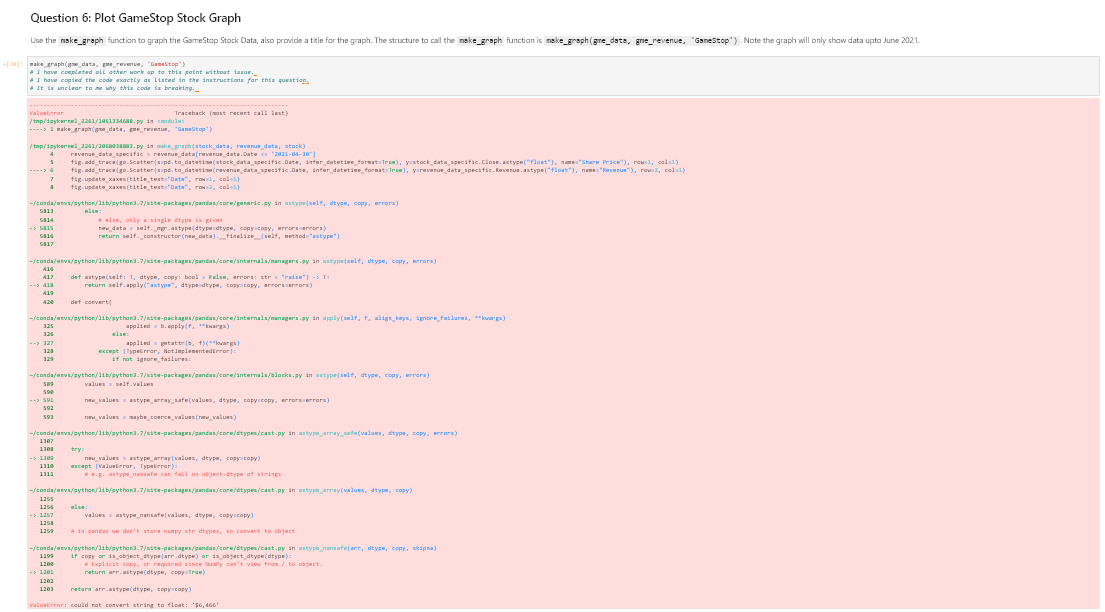 Question 6: Plot GameStop Stock Graph
Use the make_graph function to graph the GameStop Stock Data, also provide a title for the graph. The structure to call the make_graph function is make_graph(gme_data, gme_revenue, 'GameStop') . Note the graph will only show data upto June 2021.
make_graph(gme_data, gme_revenue, 'GameStop')
# I have completed all other work up to this point without issue._
# I have copied the code exactly as listed in the instructions for this question._
# It is unclear to me why this code is breaking._
---------------------------------------------------------------------------
ValueError                                Traceback (most recent call last)
/tmp/ipykernel_2261/1051334688.py in <module>
----> 1 make_graph(gme_data, gme_revenue, 'GameStop')
/tmp/ipykernel_2261/2068038883.py in make_graph(stock_data, revenue_data, stock)
4     revenue_data_specific = revenue_data[revenue_data.Date <= '2021-04-30']
5     fig.add_trace(go.Scatter(x=pd.to_datetime(stock_data_specific.Date, infer_datetime_format=True), y=stock_data_specific.Close.astype("float"), name="Share Price"), row=1, col=1)
----> 6     fig.add_trace(go.Scatter(x=pd.to_datetime(revenue_data_specific.Date, infer_datetime_format=True), y=revenue_data_specific.Revenue.astype("float"), name="Revenue"), row=2, col=1)
7     fig.update_xaxes(title_text="Date", row=1, col=1)
8     fig.update_xaxes(title_text="Date", row=2, col=1)
~/conda/envs/python/lib/python3.7/site-packages/pandas/core/generic.py in astype(self, dtype, copy, errors)
5813         else:
5814             # else, only a single dtype is given
-> 5815             new_data = self._mgr.astype(dtype=dtype, copy=copy, errors=errors)
5816             return self._constructor(new_data).__finalize__(self, method="astype")
5817
~/conda/envs/python/lib/python3.7/site-packages/pandas/core/internals/managers.py in astype(self, dtype, copy, errors)
416
417     def astype(self: T, dtype, copy: bool = False, errors: str = "raise") -> T:
--> 418         return self.apply("astype", dtype=dtype, copy=copy, errors=errors)
419
420     def convert(
~/conda/envs/python/lib/python3.7/site-packages/pandas/core/internals/managers.py in apply(self, f, align_keys, ignore_failures, **kwargs)
325                     applied = b.apply(f, **kwargs)
326                 else:
--> 327                     applied = getattr(b, f)(**kwargs)
328             except (TypeError, NotImplementedError):
329                 if not ignore_failures:
~/conda/envs/python/lib/python3.7/site-packages/pandas/core/internals/blocks.py in astype(self, dtype, copy, errors)
589         values = self.values
590
--> 591         new_values = astype_array_safe(values, dtype, copy=copy, errors=errors)
592
593         new_values = maybe_coerce_values(new_values)
~/conda/envs/python/lib/python3.7/site-packages/pandas/core/dtypes/cast.py in astype_array_safe(values, dtype, copy, errors)
1307
1308     try:
-> 1309         new_values = astype_array(values, dtype, copy=copy)
1310     except (ValueError, TypeError):
1311         # e.g. astype_nansafe can fail on object-dtype of strings
~/conda/envs/python/lib/python3.7/site-packages/pandas/core/dtypes/cast.py in astype_array(values, dtype, copy)
1255
1256     else:
-> 1257         values = astype_nansafe(values, dtype, copy=copy)
1258
1259     # in pandas we don't store numpy str dtypes, so convert to object
~/conda/envs/python/lib/python3.7/site-packages/pandas/core/dtypes/cast.py in astype_nansafe(arr, dtype, copy, skipna)
1199     if copy or is_object_dtype(arr.dtype) or is_object_dtype(dtype):
1200         # Explicit copy, or required since NumPy can't view from / to object.
-> 1201         return arr.astype(dtype, copy=True)
1202
1203     return arr.astype(dtype, copy=copy)
ValueError: could not convert string to float: '$6,466'